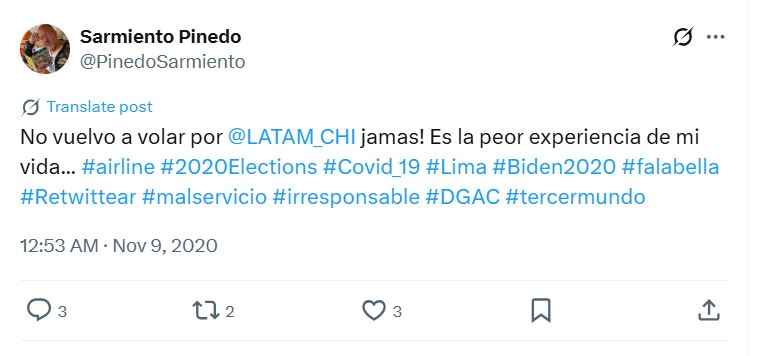 Sarmiento Pinedo
@PinedoSarmiento
Translate post
No vuelvo a volar por @LATAM_CHI jamas! Es la peor experiencia de mi
vida... #airline #2020Elections #Covid_19 #Lima #Biden2020 #falabella
#Retwittear #malservicio #irresponsable #DGAC #tercermundo
12:53 AM · Nov 9, 2020
3 2 3